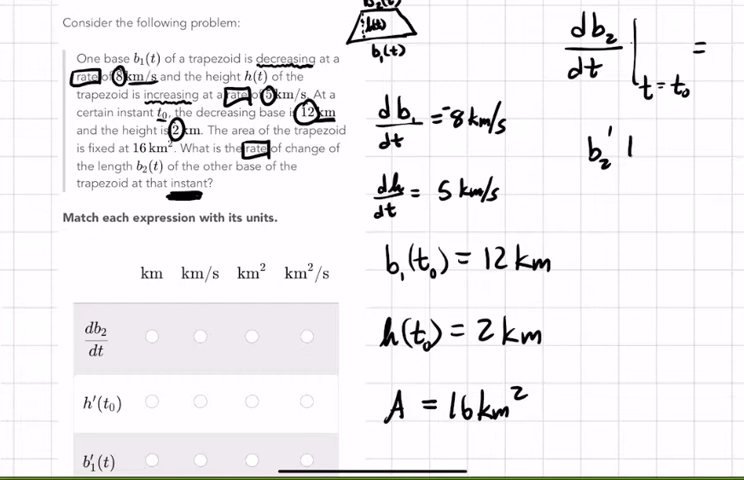 Consider the following problem:
One base b₁(t) of a trapezoid is decreasing at a
rate of 8 km/s and the height h(t) of the
trapezoid is increasing at a rate of 5 km/s. At a
certain instant t₀, the decreasing base is 12 km
and the height is 2 km. The area of the trapezoid
is fixed at 16 km². What is the rate of change of
the length b₂(t) of the other base of the
trapezoid at that instant?
Match each expression with its units.
km km/s km² km²/s
db₂/dt
h'(t₀)
b₁'(t)
b₂(t)
h(t)
b₁(t)
db₁/dt = -8 km/s
dh/dt = 5 km/s
b₁(t₀) = 12 km
h(t₀) = 2 km
A = 16 km²
db₂/dt | t = t₀ =
b₂' |